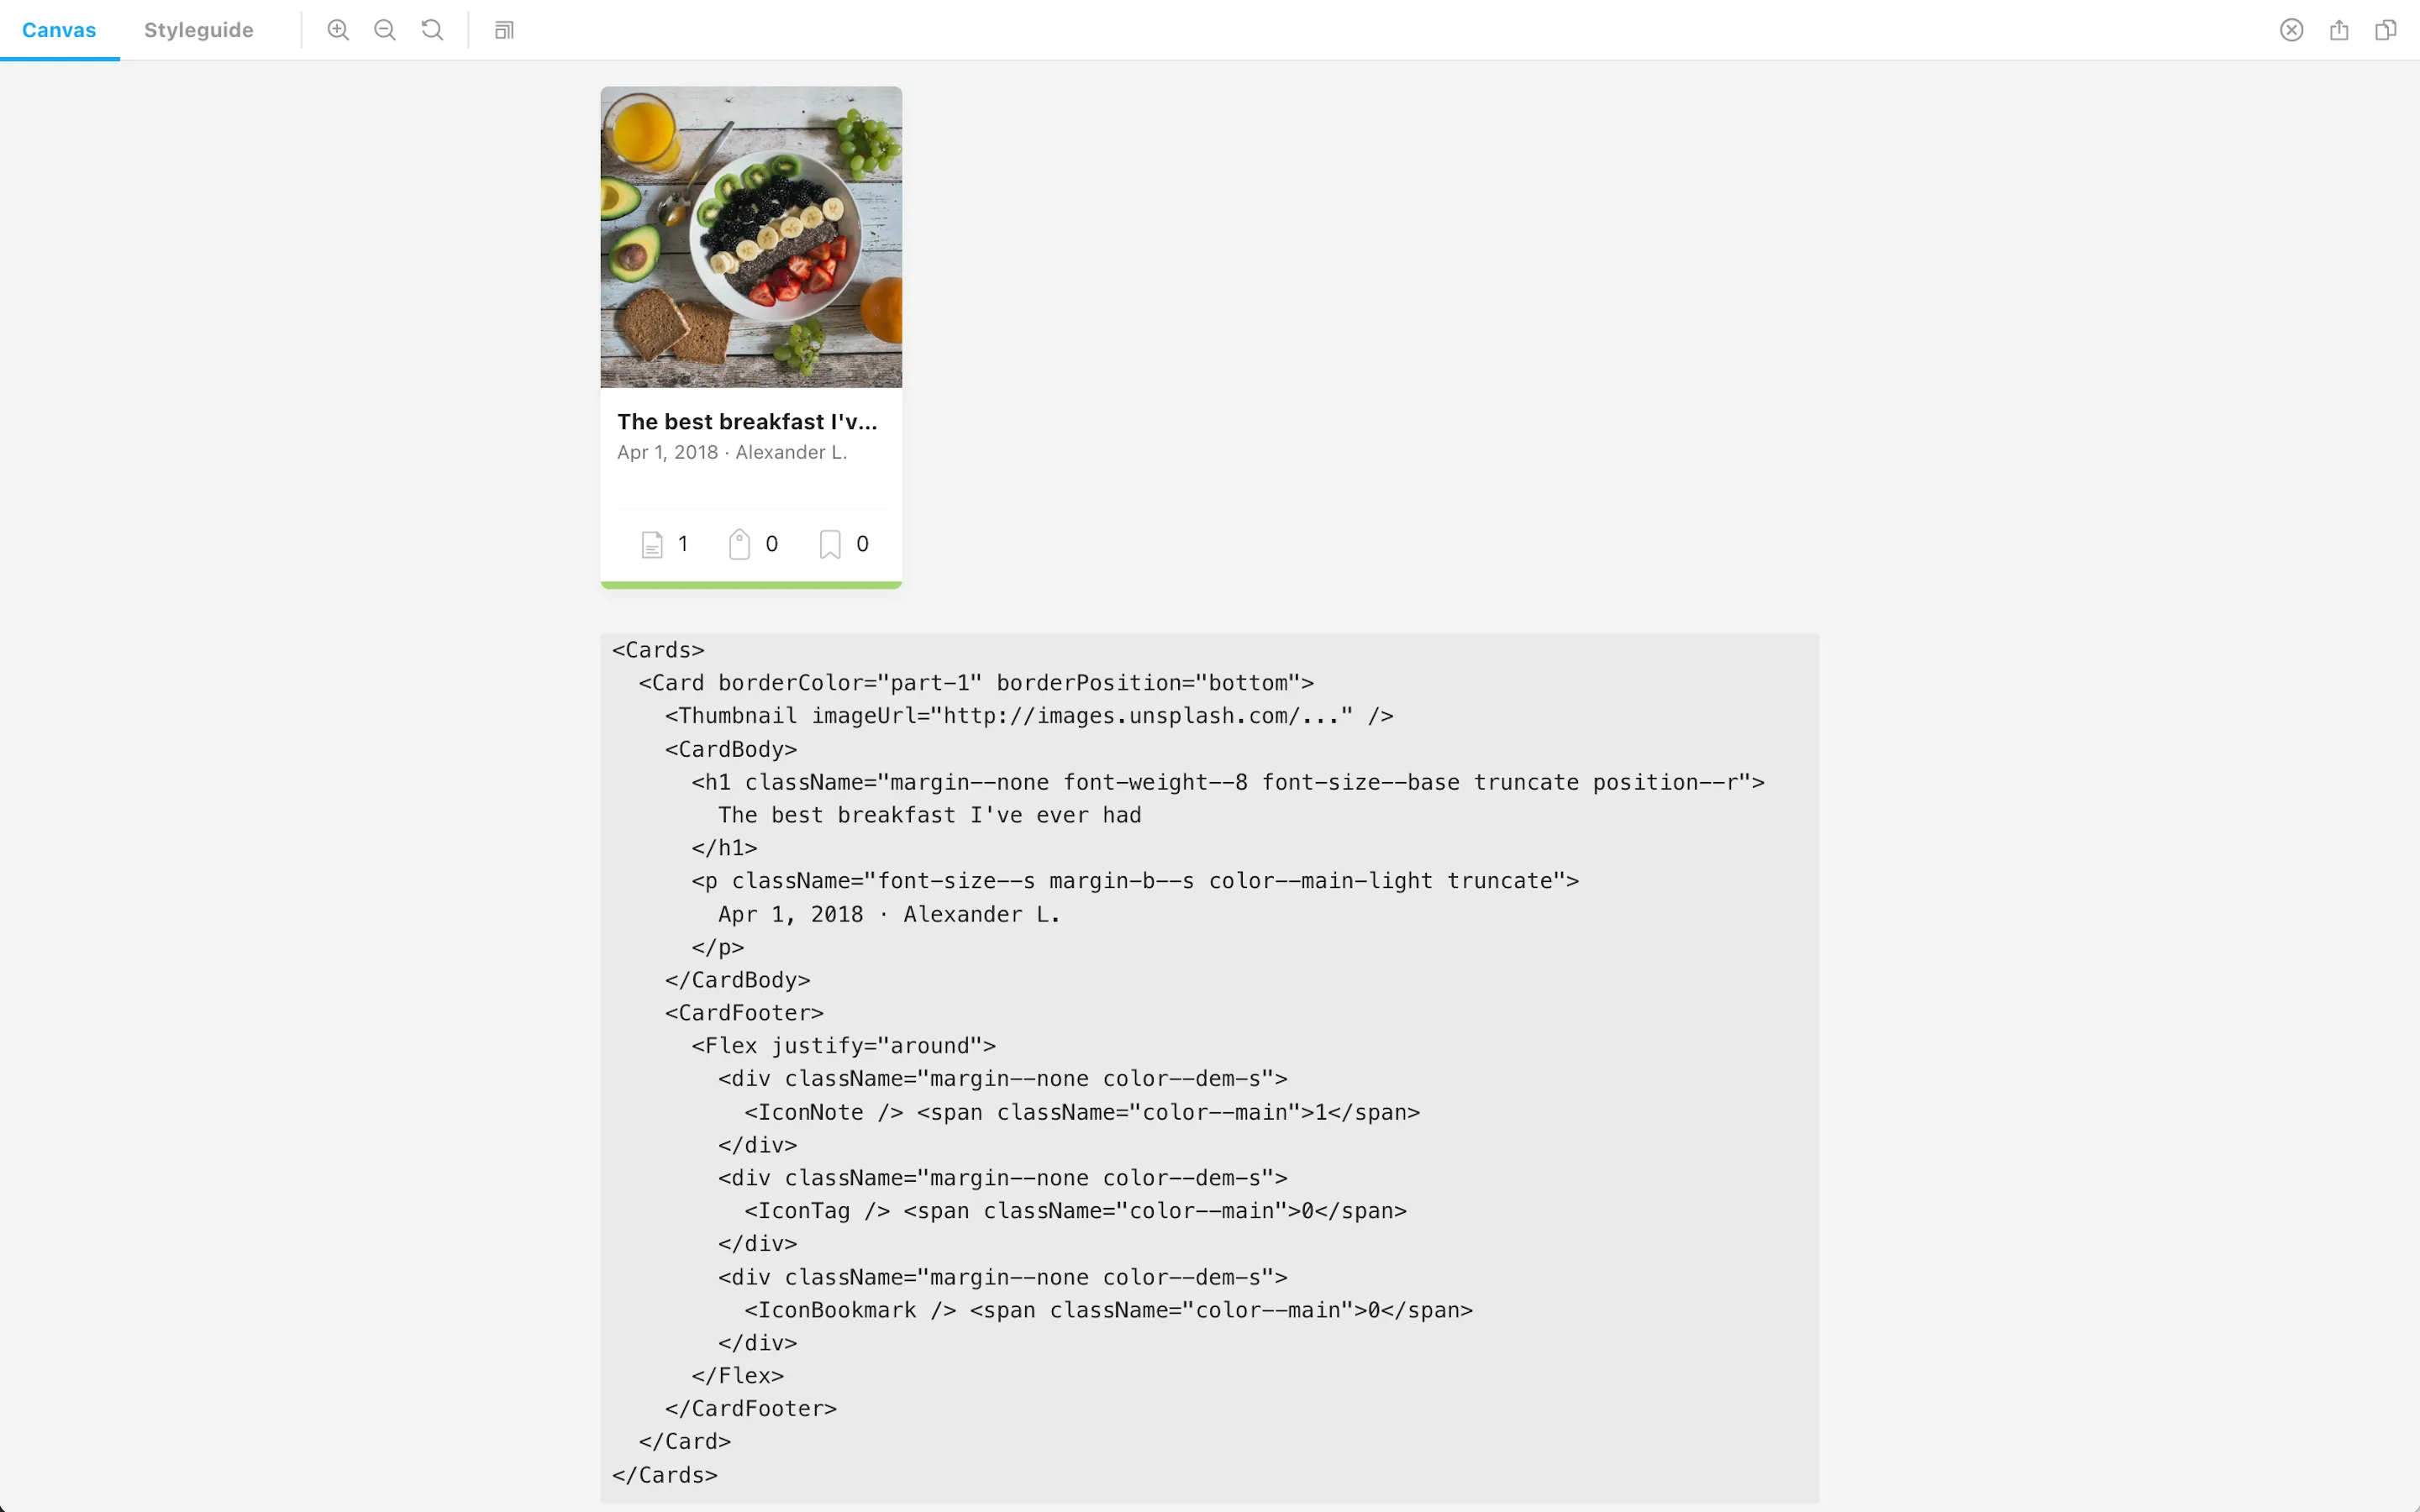 Canvas Styleguide
The best breakfast I'v...
Apr 1, 2018 · Alexander L.
1 0 0
<Cards>
  <Card borderColor="part-1" borderPosition="bottom">
    <Thumbnail imageUrl="http://images.unsplash.com/..." />
    <CardBody>
      <h1 className="margin--none font-weight--8 font-size--base truncate position--r">
        The best breakfast I've ever had
      </h1>
      <p className="font-size--s margin-b--s color--main-light truncate">
        Apr 1, 2018 · Alexander L.
      </p>
    </CardBody>
    <CardFooter>
      <Flex justify="around">
        <div className="margin--none color--dem-s">
          <IconNote /> <span className="color--main">1</span>
        </div>
        <div className="margin--none color--dem-s">
          <IconTag /> <span className="color--main">0</span>
        </div>
        <div className="margin--none color--dem-s">
          <IconBookmark /> <span className="color--main">0</span>
        </div>
      </Flex>
    </CardFooter>
  </Card>
</Cards>